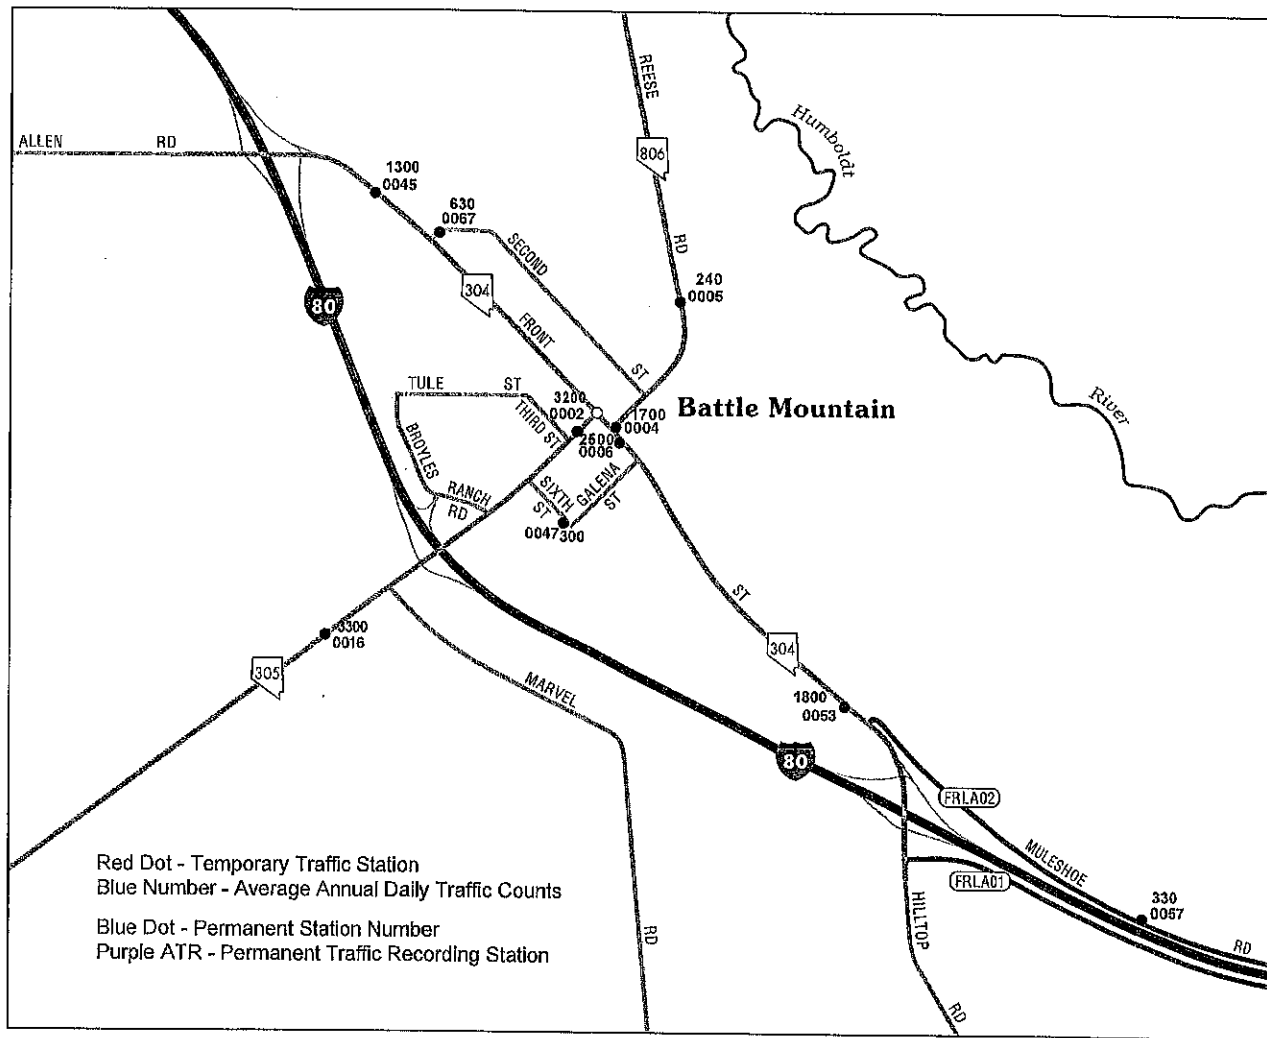 REESE
Humboldt
ALLEN RD
806
1300
0045
630
0067
SECOND
RD
240
0005
304
80
FRONT
ST
TULE ST
3200
0002
1700
0004
Battle Mountain
River
THIRD ST
2500
0006
BROYLES
RANCH
RD
SIXTH
ST
GALENA
ST
0047300
ST
3300
0016
305
304
MARVEL
1800
0053
80
FRLA02
MULESHOE
Red Dot - Temporary Traffic Station
Blue Number - Average Annual Daily Traffic Counts
FRLA01
330
0057
HILLTOP
Blue Dot - Permanent Station Number
Purple ATR - Permanent Traffic Recording Station
RD
RD
RD